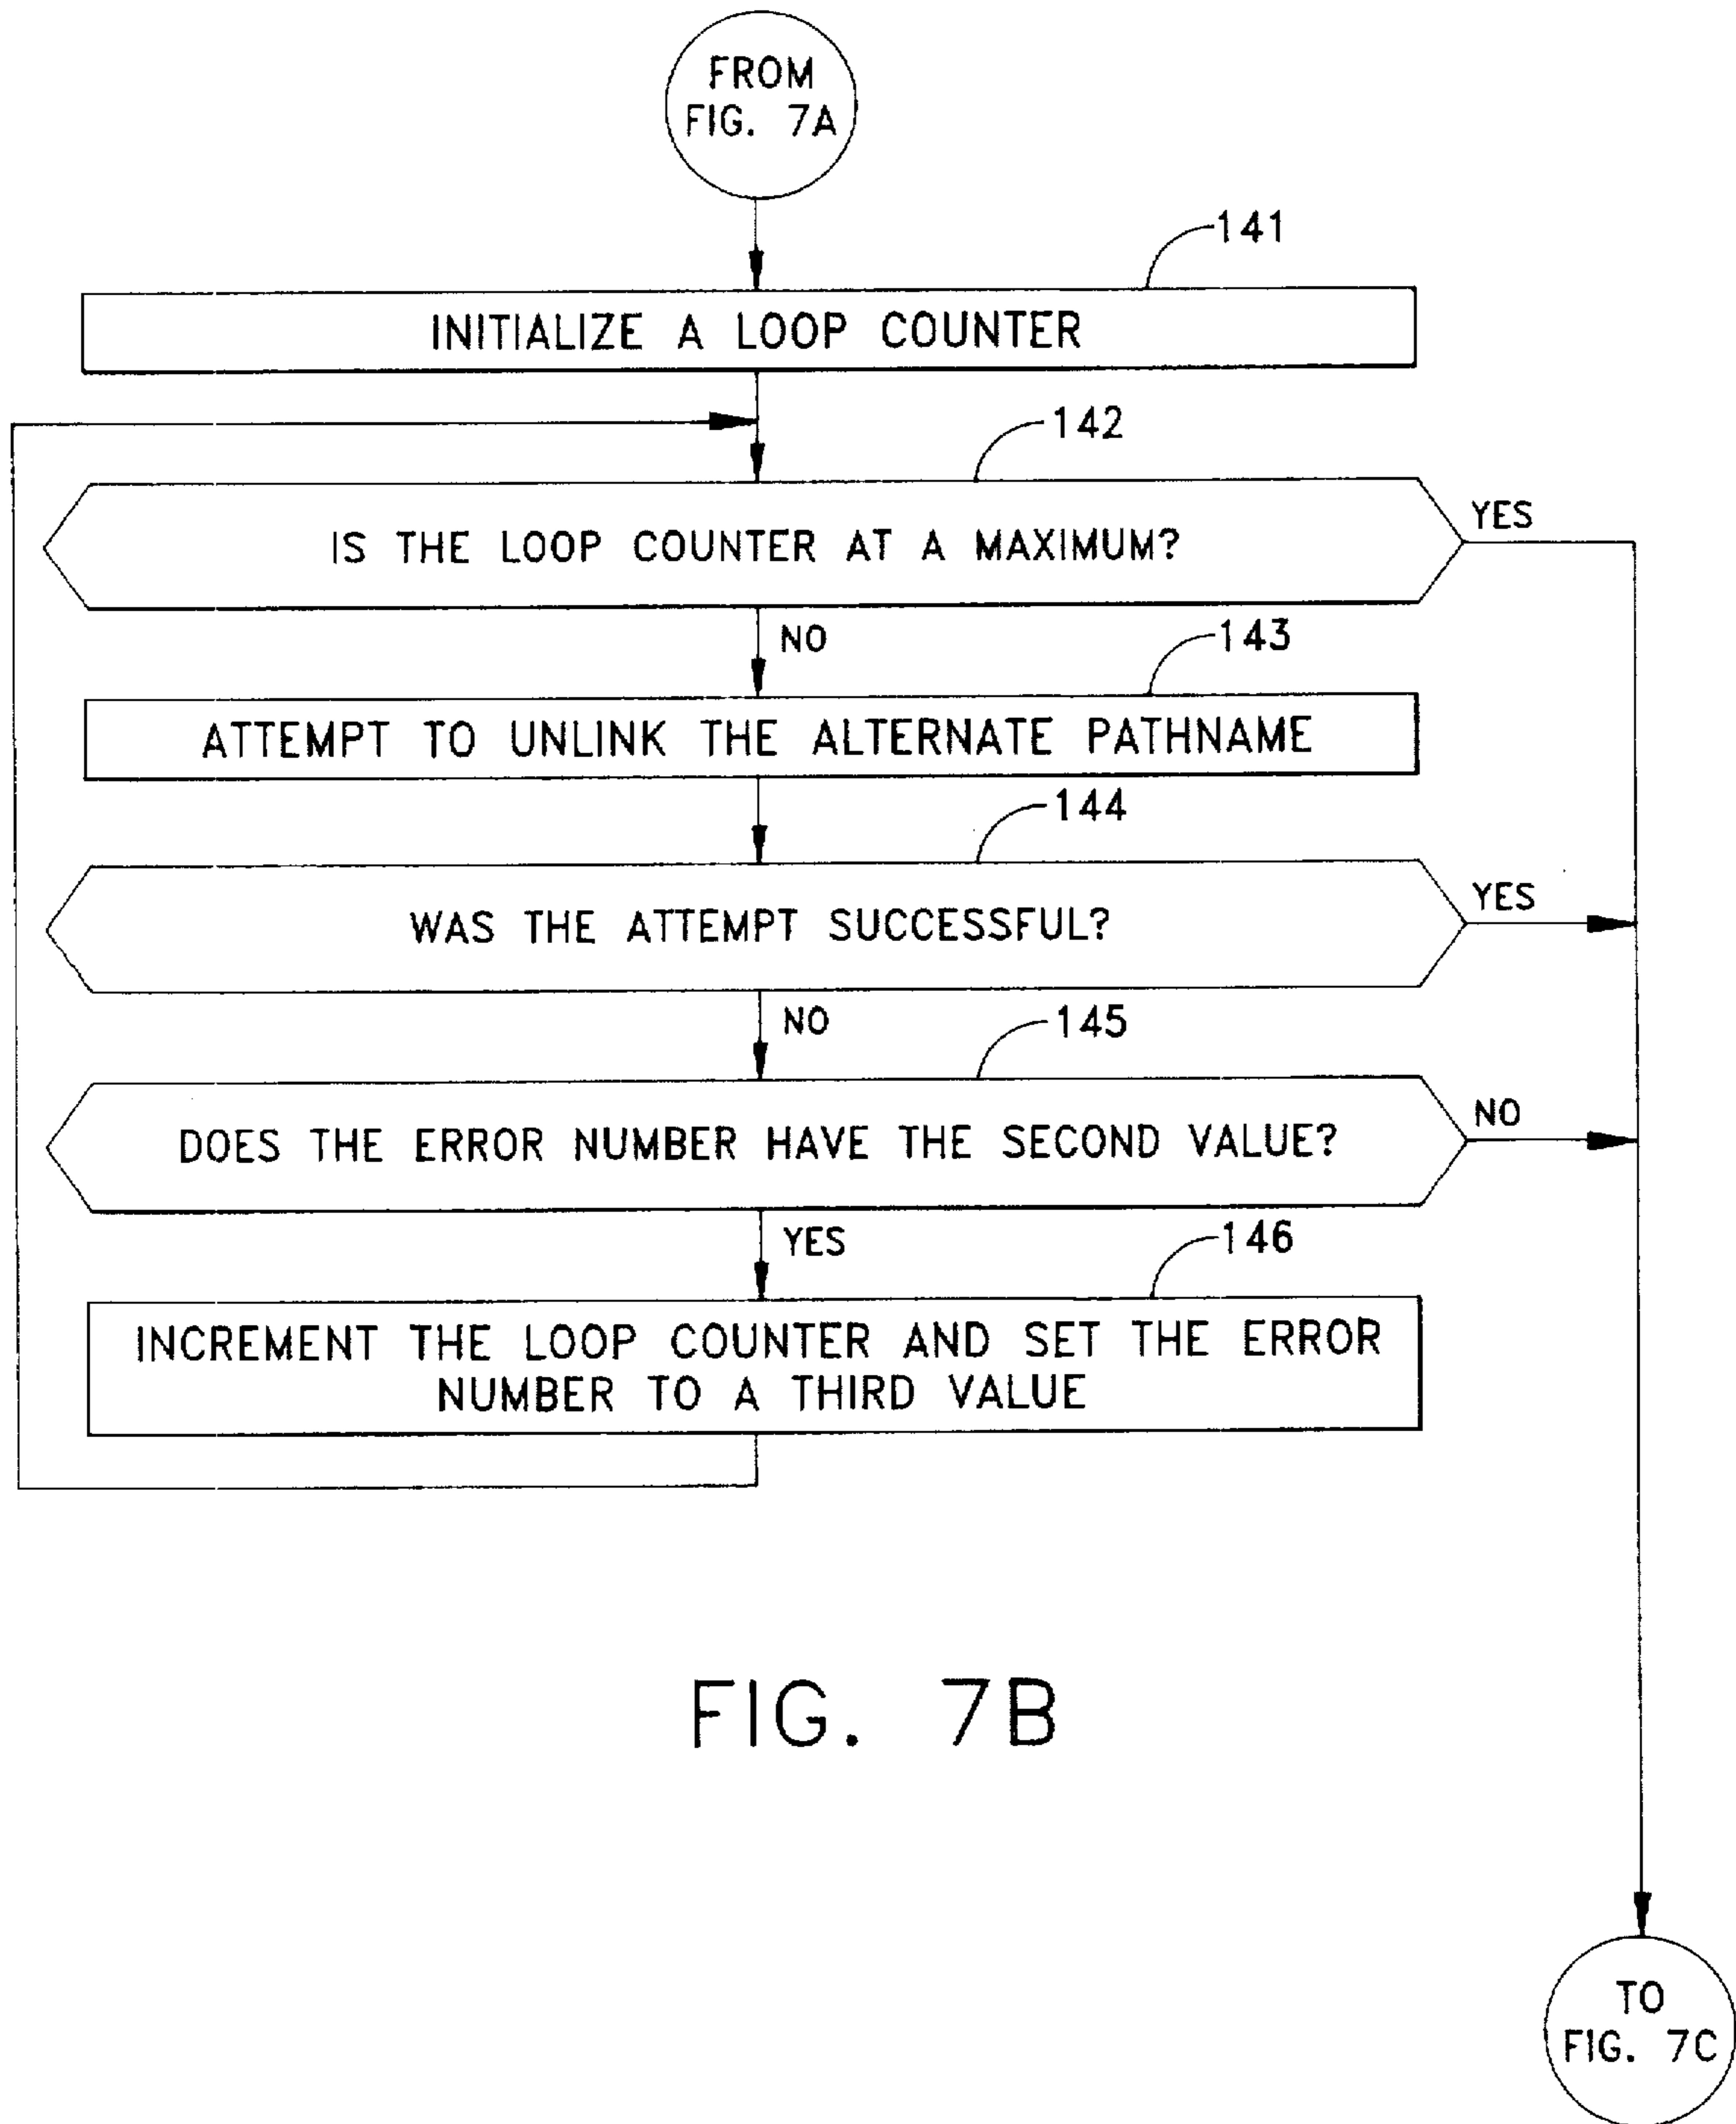 FROM
FIG. 7A
141
INITIALIZE A LOOP COUNTER
142
IS THE LOOP COUNTER AT A MAXIMUM?
YES
NO
143
ATTEMPT TO UNLINK THE ALTERNATE PATHNAME
144
WAS THE ATTEMPT SUCCESSFUL?
YES
NO
145
DOES THE ERROR NUMBER HAVE THE SECOND VALUE?
NO
YES
146
INCREMENT THE LOOP COUNTER AND SET THE ERROR
NUMBER TO A THIRD VALUE
FIG. 7B
TO
FIG. 7C